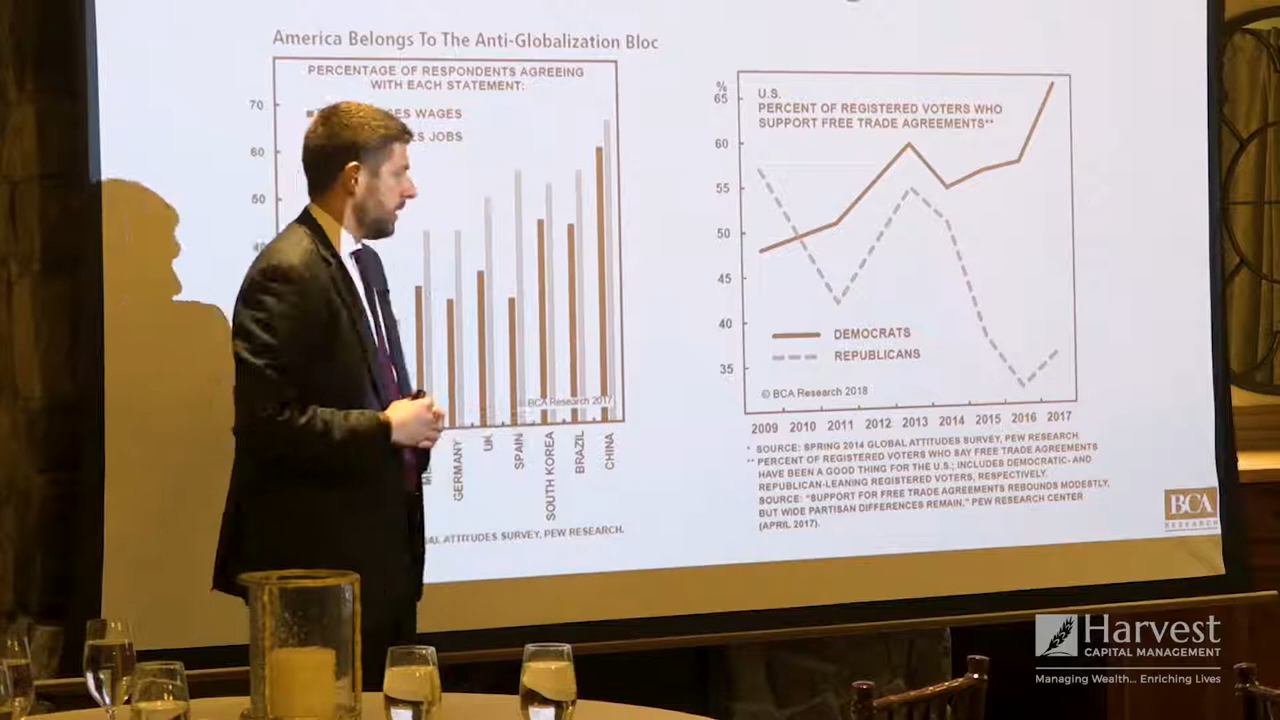 America Belongs To The Anti-Globalization Bloc
PERCENTAGE OF RESPONDENTS AGREEING
WITH EACH STATEMENT:
WAGES
JOBS
70
60
50
BCA Research 2017
GERMANY
UK
SPAIN
SOUTH KOREA
BRAZIL
CHINA
ATTITUDES SURVEY, PEW RESEARCH.
%
65
60
55
50
45
40
35
U.S.
PERCENT OF REGISTERED VOTERS WHO
SUPPORT FREE TRADE AGREEMENTS**
DEMOCRATS
REPUBLICANS
© BCA Research 2018
2009 2010 2011 2012 2013 2014 2015 2016 2017
* SOURCE: SPRING 2014 GLOBAL ATTITUDES SURVEY, PEW RESEARCH.
** PERCENT OF REGISTERED VOTERS WHO SAY FREE TRADE AGREEMENTS
HAVE BEEN A GOOD THING FOR THE U.S.; INCLUDES DEMOCRATIC- AND
REPUBLICAN-LEANING REGISTERED VOTERS, RESPECTIVELY.
SOURCE: "SUPPORT FOR FREE TRADE AGREEMENTS REBOUNDS MODESTLY,
BUT WIDE PARTISAN DIFFERENCES REMAIN," PEW RESEARCH CENTER
(APRIL 2017).
BCA
RESEARCH
Harvest
CAPITAL MANAGEMENT
Managing Wealth... Enriching Lives